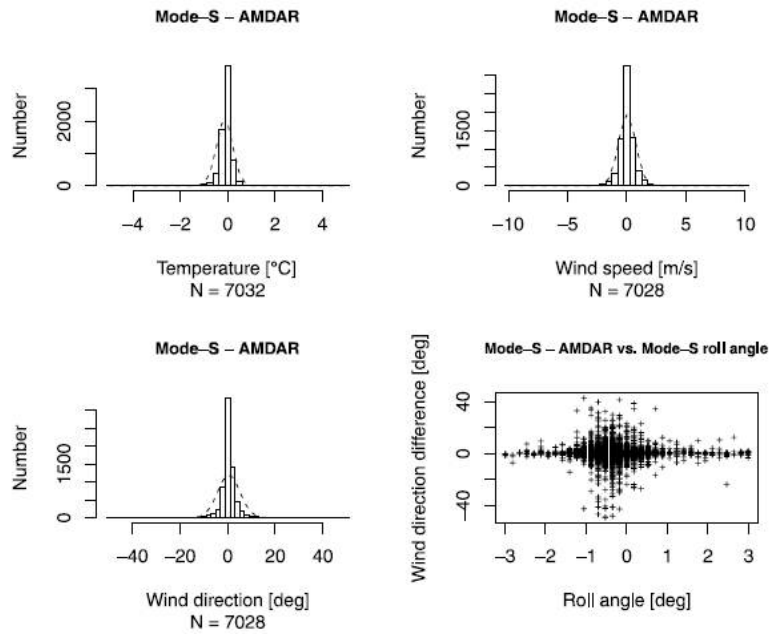 Mode–S – AMDAR
Number
0
2000
−4
−2
0
2
4
Temperature [°C]
N = 7032
Mode–S – AMDAR
Number
0
1500
−10
−5
0
5
10
Wind speed [m/s]
N = 7028
Mode–S – AMDAR
Number
0
1500
−40
−20
0
20
40
Wind direction [deg]
N = 7028
Mode–S – AMDAR vs. Mode–S roll angle
Wind direction difference [deg]
40
0
−40
−3
−2
−1
0
1
2
3
Roll angle [deg]